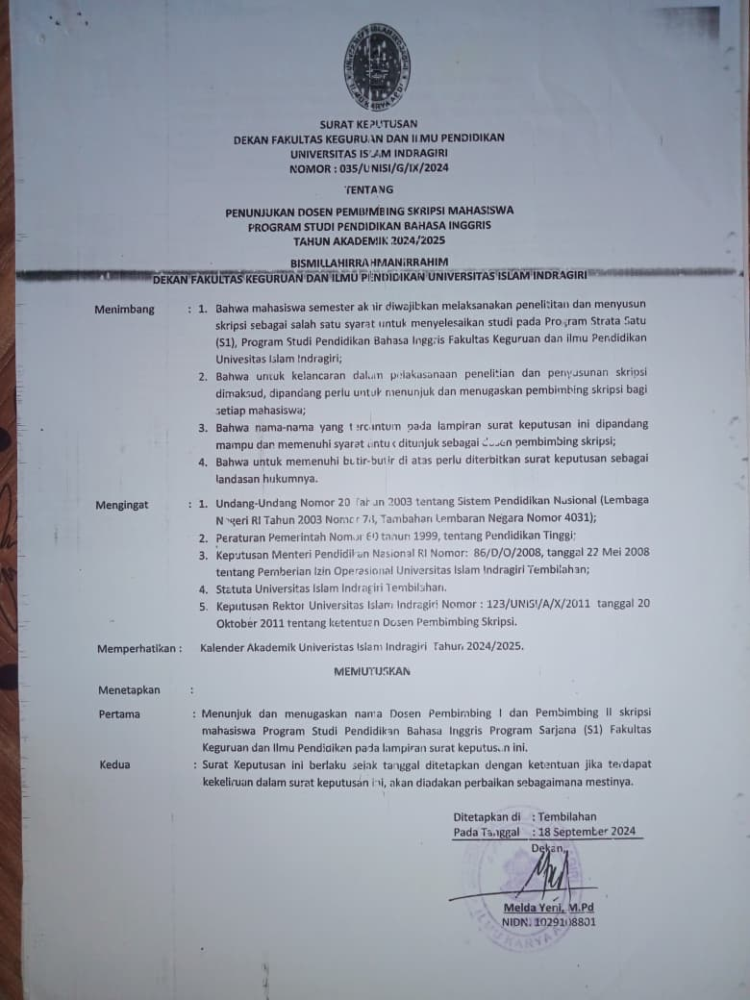 SURAT KEPUTUSAN
DEKAN FAKULTAS KEGURUAN DAN ILMU PENDIDIKAN
UNIVERSITAS ISLAM INDRAGIRI
NOMOR : 035/UNISI/G/IX/2024
TENTANG
PENUNJUKAN DOSEN PEMBIMBING SKRIPSI MAHASISWA
PROGRAM STUDI PENDIDIKAN BAHASA INGGRIS
TAHUN AKADEMIK 2024/2025
BISMILLAHIRRAHMANIRRAHIM
DEKAN FAKULTAS KEGURUAN DAN ILMU PENDIDIKAN UNIVERSITAS ISLAM INDRAGIRI
Menimbang : 1. Bahwa mahasiswa semester akhir diwajibkan melaksanakan penelititan dan menyusun
skripsi sebagai salah satu syarat untuk menyelesaikan studi pada Program Strata Satu
(S1), Program Studi Pendidikan Bahasa Inggris Fakultas Keguruan dan ilmu Pendidikan
Univesitas Islam Indragiri;
2. Bahwa untuk kelancaran dalam pelakasanaan penelitian dan penyusunan skripsi
dimaksud, dipandang perlu untuk menunjuk dan menugaskan pembimbing skripsi bagi
setiap mahasiswa;
3. Bahwa nama-nama yang tercantum pada lampiran surat keputusan ini dipandang
mampu dan memenuhi syarat untuk ditunjuk sebagai dosen pembimbing skripsi;
4. Bahwa untuk memenuhi butir-butir di atas perlu diterbitkan surat keputusan sebagai
landasan hukumnya.
Mengingat : 1. Undang-Undang Nomor 20 Tahun 2003 tentang Sistem Pendidikan Nusional (Lembaga
Negeri RI Tahun 2003 Nomor 78, Tambahan Lembaran Negara Nomor 4031);
2. Peraturan Pemerintah Nomor 60 tahun 1999, tentang Pendidikan Tinggi;
3. Keputusan Menteri Pendidikan Nasional RI Nomor: 86/D/O/2008, tanggal 22 Mei 2008
tentang Pemberian Izin Operasional Universitas Islam Indragiri Tembilahan;
4. Statuta Universitas Islam Indragiri Tembilahan.
5. Keputusan Rektor Universitas Islam Indragiri Nomor : 123/UNISI/A/X/2011 tanggal 20
Oktober 2011 tentang ketentuan Dosen Pembimbing Skripsi.
Memperhatikan : Kalender Akademik Univeristas Islam Indragiri Tahun 2024/2025.
MEMUTUSKAN
Menetapkan :
Pertama : Menunjuk dan menugaskan nama Dosen Pembimbing I dan Pembimbing II skripsi
mahasiswa Program Studi Pendidikan Bahasa Inggris Program Sarjana (S1) Fakultas
Keguruan dan Ilmu Pendidikan pada lampiran surat keputusan ini.
Kedua : Surat Keputusan ini berlaku sejak tanggal ditetapkan dengan ketentuan jika terdapat
kekeliruan dalam surat keputusan ini, akan diadakan perbaikan sebagaimana mestinya.
Ditetapkan di : Tembilahan
Pada Tanggal : 18 September 2024
Dekan,
Melda Yeni, M.Pd
NIDN. 1029108801